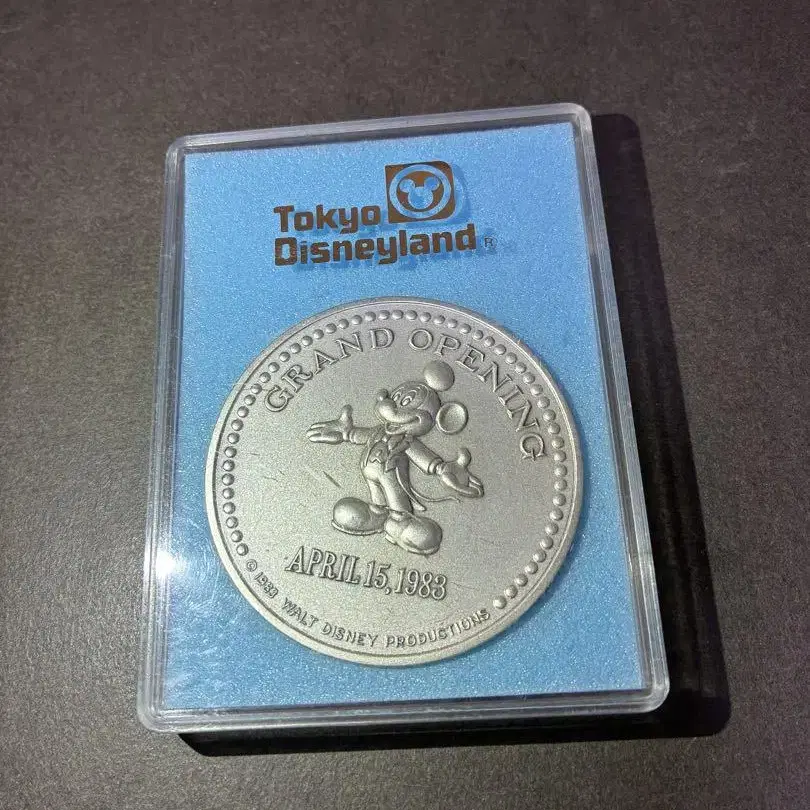 Tokyo
Disneyland ®
GRAND OPENING
APRIL 15, 1983
© 1983 WALT DISNEY PRODUCTIONS